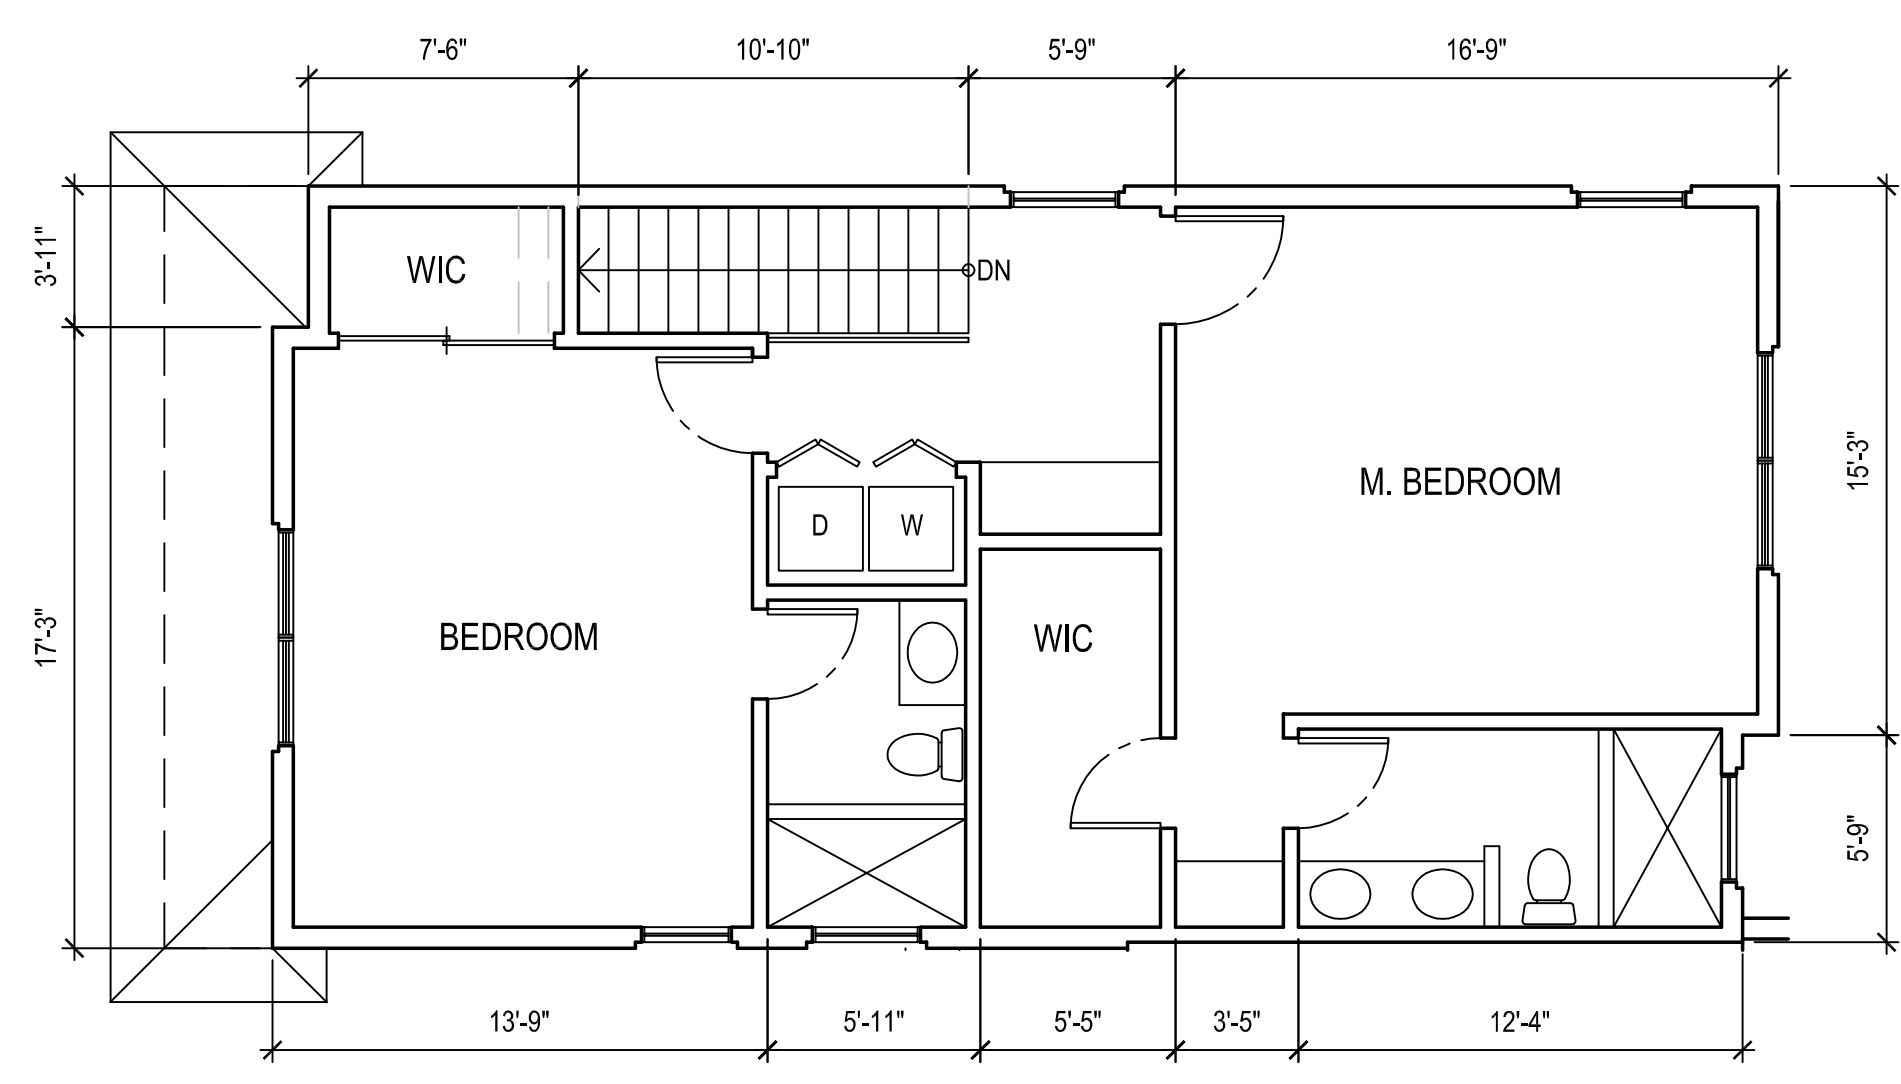 7'-6" 10'-10" 5'-9" 16'-9"
3'-11"
WIC
DN
15'-3"
M. BEDROOM
D W
17'-3"
BEDROOM
WIC
5'-9"
13'-9" 5'-11" 5'-5" 3'-5" 12'-4"